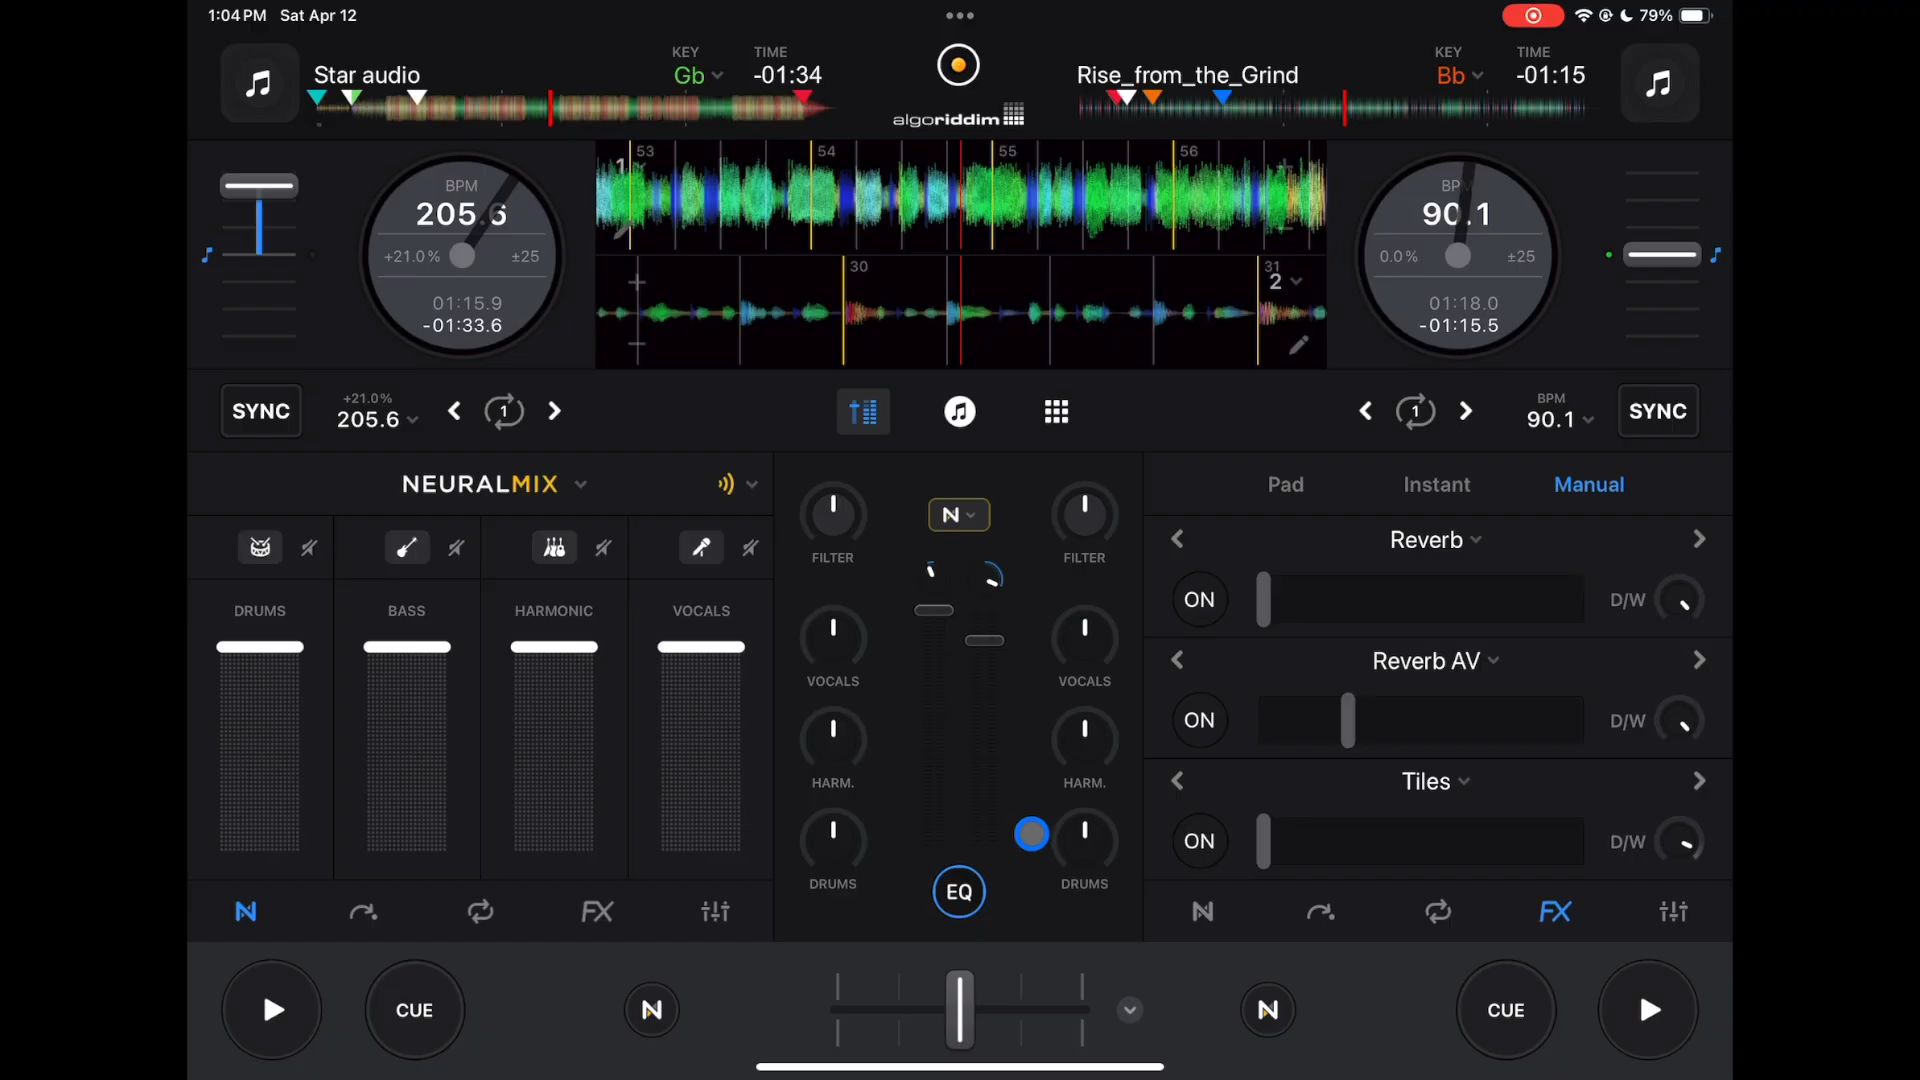 1:04 PM Sat Apr 12
79%
Star audio
KEY
Gb
TIME
-01:34
algoriddim
Rise_from_the_Grind
KEY
Bb
TIME
-01:15
BPM
205.6
+21.0%
±25
01:15.9
-01:33.6
53
54
55
56
1
30
31
2
BPM
90.1
0.0%
±25
01:18.0
-01:15.5
SYNC
+21.0%
205.6
1
1
BPM
90.1
SYNC
NEURALMIX
DRUMS
BASS
HARMONIC
VOCALS
FX
FILTER
N
FILTER
VOCALS
VOCALS
HARM.
HARM.
DRUMS
DRUMS
EQ
Pad
Instant
Manual
Reverb
ON
D/W
Reverb AV
ON
D/W
Tiles
ON
D/W
FX
CUE
N
N
CUE